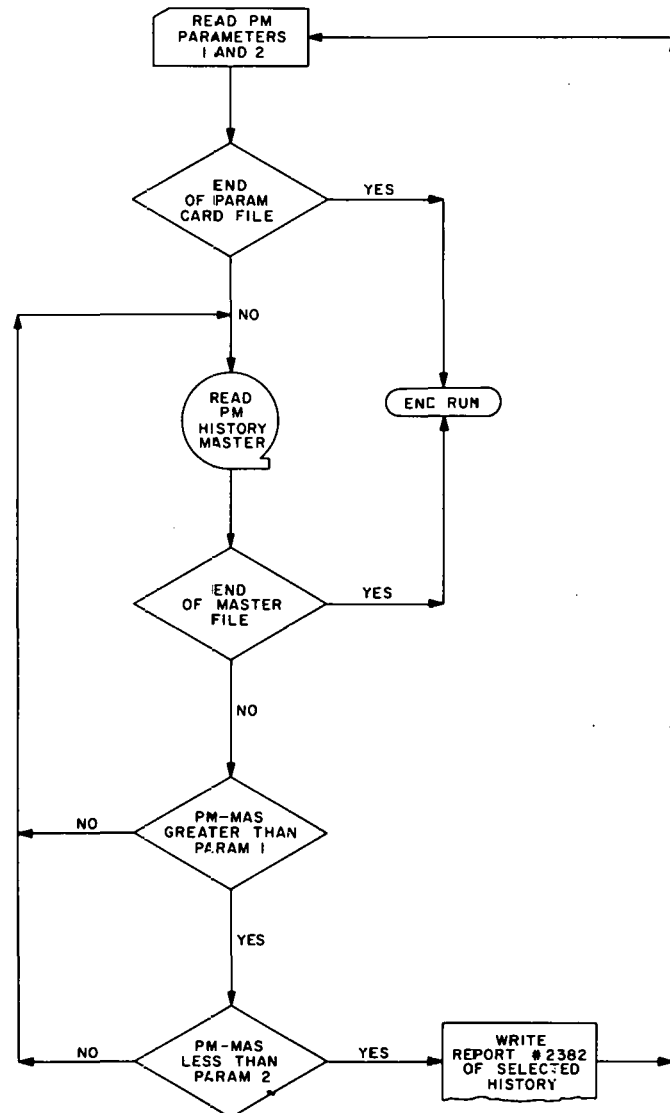 READ PM
PARAMETERS
1 AND 2
END
OF PARAM
CARD FILE
YES
NO
READ
PM
HISTORY
MASTER
ENC RUN
END
OF MASTER
FILE
YES
NO
PM-MAS
GREATER THAN
PARAM 1
NO
YES
PM-MAS
LESS THAN
PARAM 2
NO
YES
WRITE
REPORT #2382
OF SELECTED
HISTORY